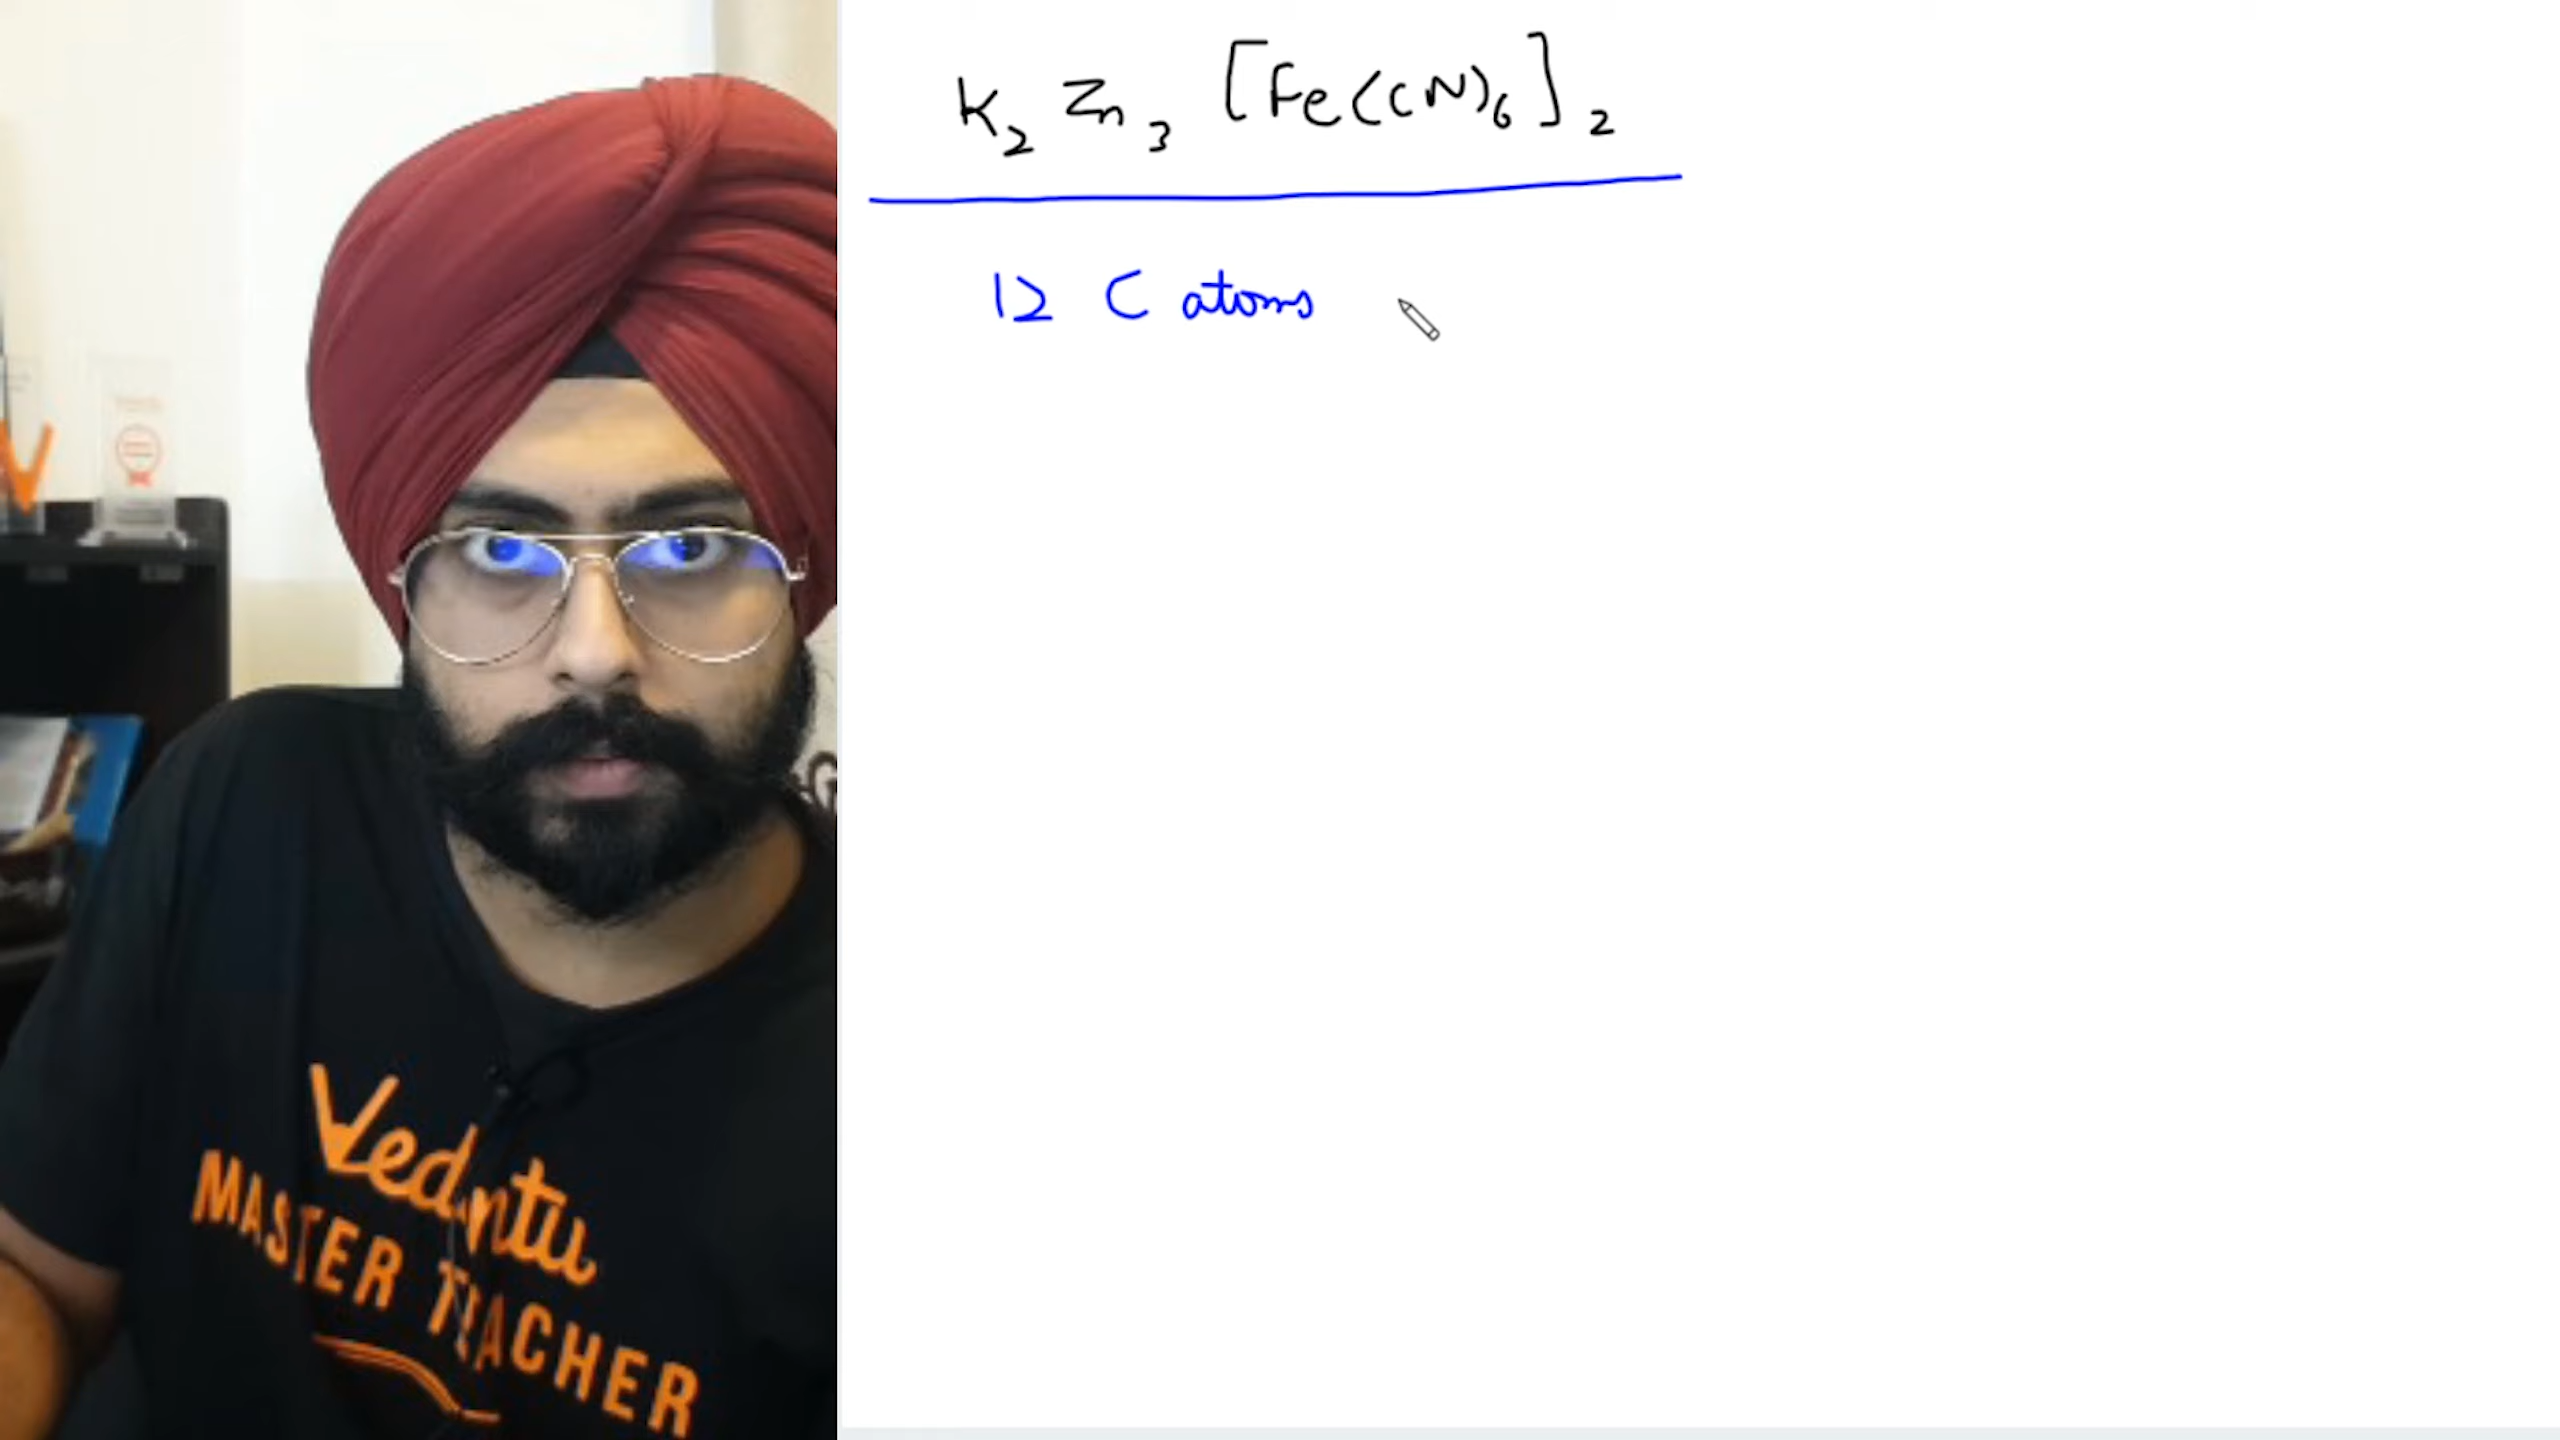 K₂ Zn₃ [Fe(CN)₆]₂
12 C atoms
Vedantu
MASTER TEACHER